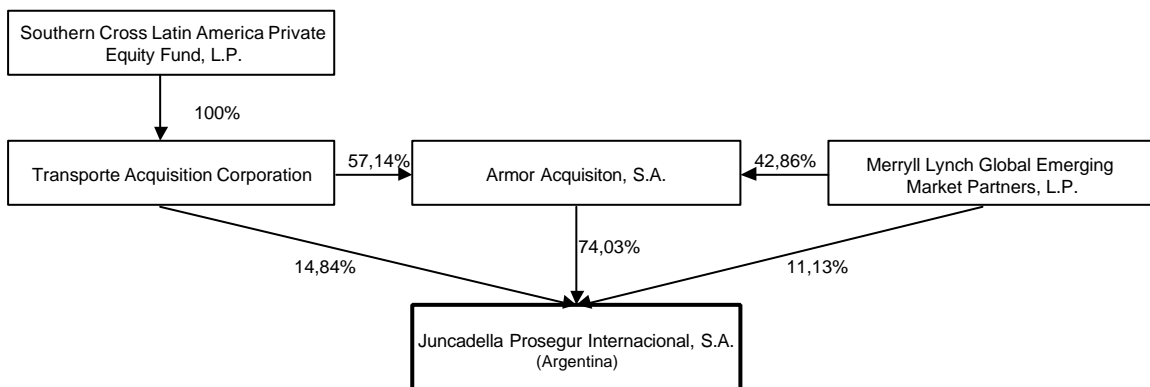 Southern Cross Latin America Private
Equity Fund, L.P.
100%
Transporte Acquisition Corporation
57,14%
Armor Acquisiton, S.A.
42,86%
Merryll Lynch Global Emerging
Market Partners, L.P.
14,84%
74,03%
11,13%
Juncadella Prosegur Internacional, S.A.
(Argentina)